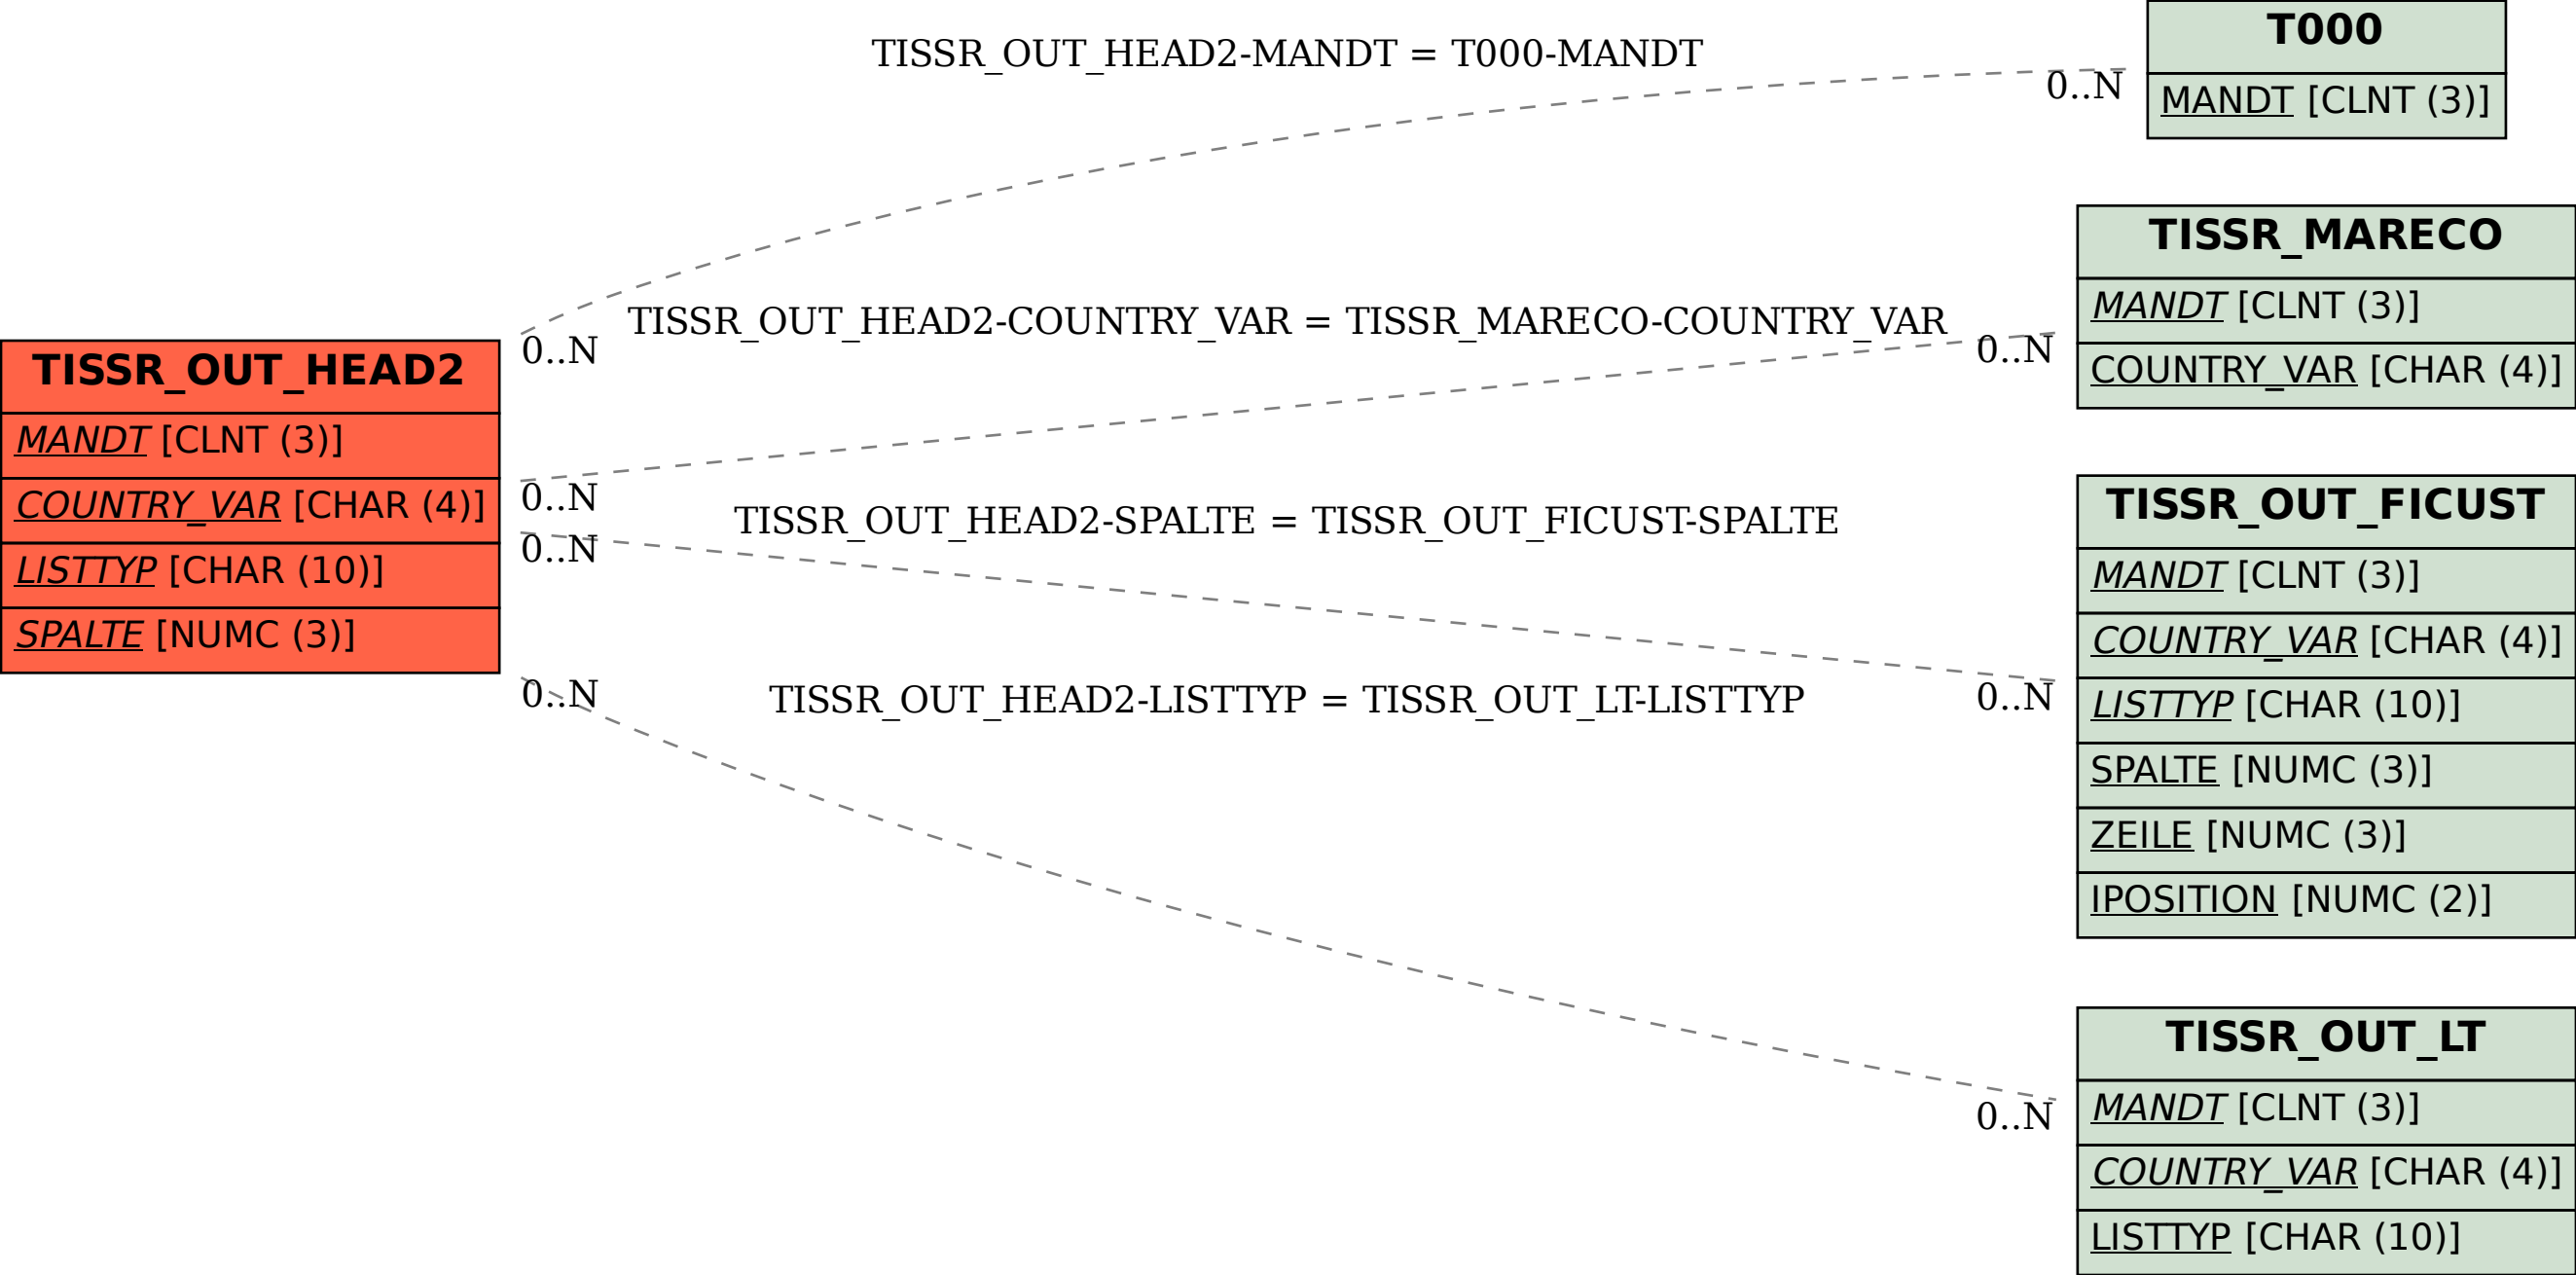 TISSR_OUT_HEAD2-MANDT = T000-MANDT
0..N
0..N
T000
MANDT [CLNT (3)]
TISSR_OUT_HEAD2-COUNTRY_VAR = TISSR_MARECO-COUNTRY_VAR
0..N
0..N
TISSR_MARECO
MANDT [CLNT (3)]
COUNTRY_VAR [CHAR (4)]
TISSR_OUT_HEAD2
MANDT [CLNT (3)]
COUNTRY_VAR [CHAR (4)]
LISTTYP [CHAR (10)]
SPALTE [NUMC (3)]
TISSR_OUT_HEAD2-SPALTE = TISSR_OUT_FICUST-SPALTE
0..N
0..N
TISSR_OUT_FICUST
MANDT [CLNT (3)]
COUNTRY_VAR [CHAR (4)]
LISTTYP [CHAR (10)]
SPALTE [NUMC (3)]
ZEILE [NUMC (3)]
IPOSITION [NUMC (2)]
TISSR_OUT_HEAD2-LISTTYP = TISSR_OUT_LT-LISTTYP
0..N
0..N
TISSR_OUT_LT
MANDT [CLNT (3)]
COUNTRY_VAR [CHAR (4)]
LISTTYP [CHAR (10)]